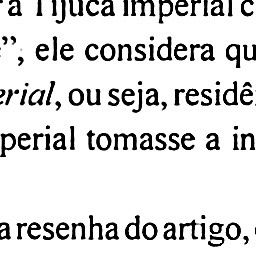 a Tijuca imperial c
”, ele considera qu
erial, ou seja, residê
perial tomasse a in
a resenha do artigo,